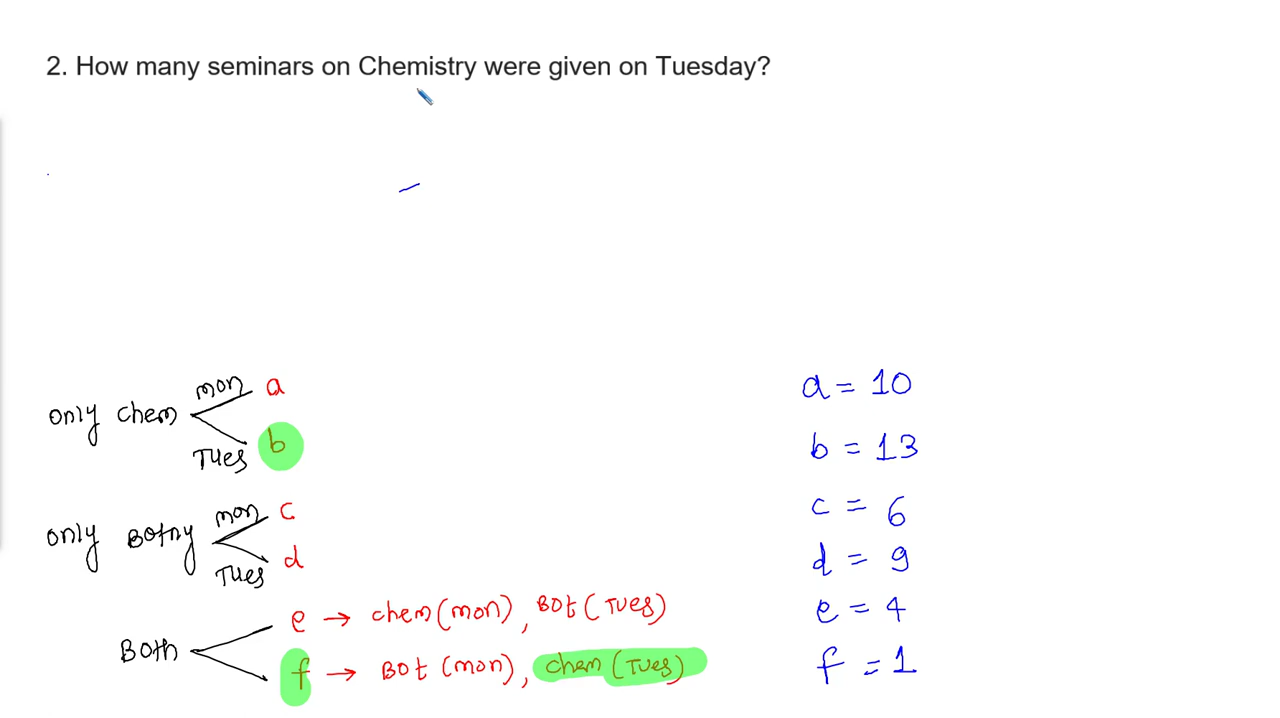 2. How many seminars on Chemistry were given on Tuesday?
only chem
mon a
Tues b
only Botny
mon c
Tues d
Both
e → chem (mon), Bot (Tues)
f → Bot (mon), chem (Tues)
a = 10
b = 13
c = 6
d = 9
e = 4
f = 1